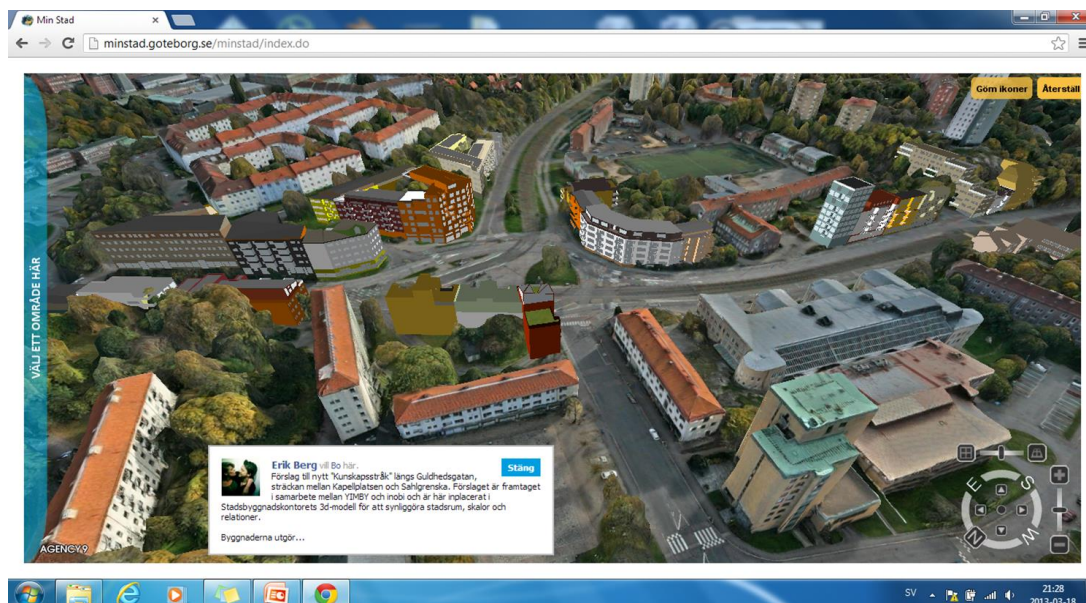 Min Stad
minstad.goteborg.se/minstad/index.do
Göm ikoner
Återställ
VÄLJ ETT OMRÅDE HÄR
Erik Berg vill Bo här.
Stäng
Förslag till nytt "Kunskapsstråk" längs Guldhedsgatan,
sträckan mellan Kapellplatsen och Sahlgrenska. Förslaget är framtaget
i samarbete mellan YIMBY och inobi och är här inplacerat i
Stadsbyggnadskontorets 3d-modell för att synliggöra stadsrum, skalor och
relationer.
Byggnaderna utgör...
AGENCY9
S
W
N
SV
21:28
2013-03-18